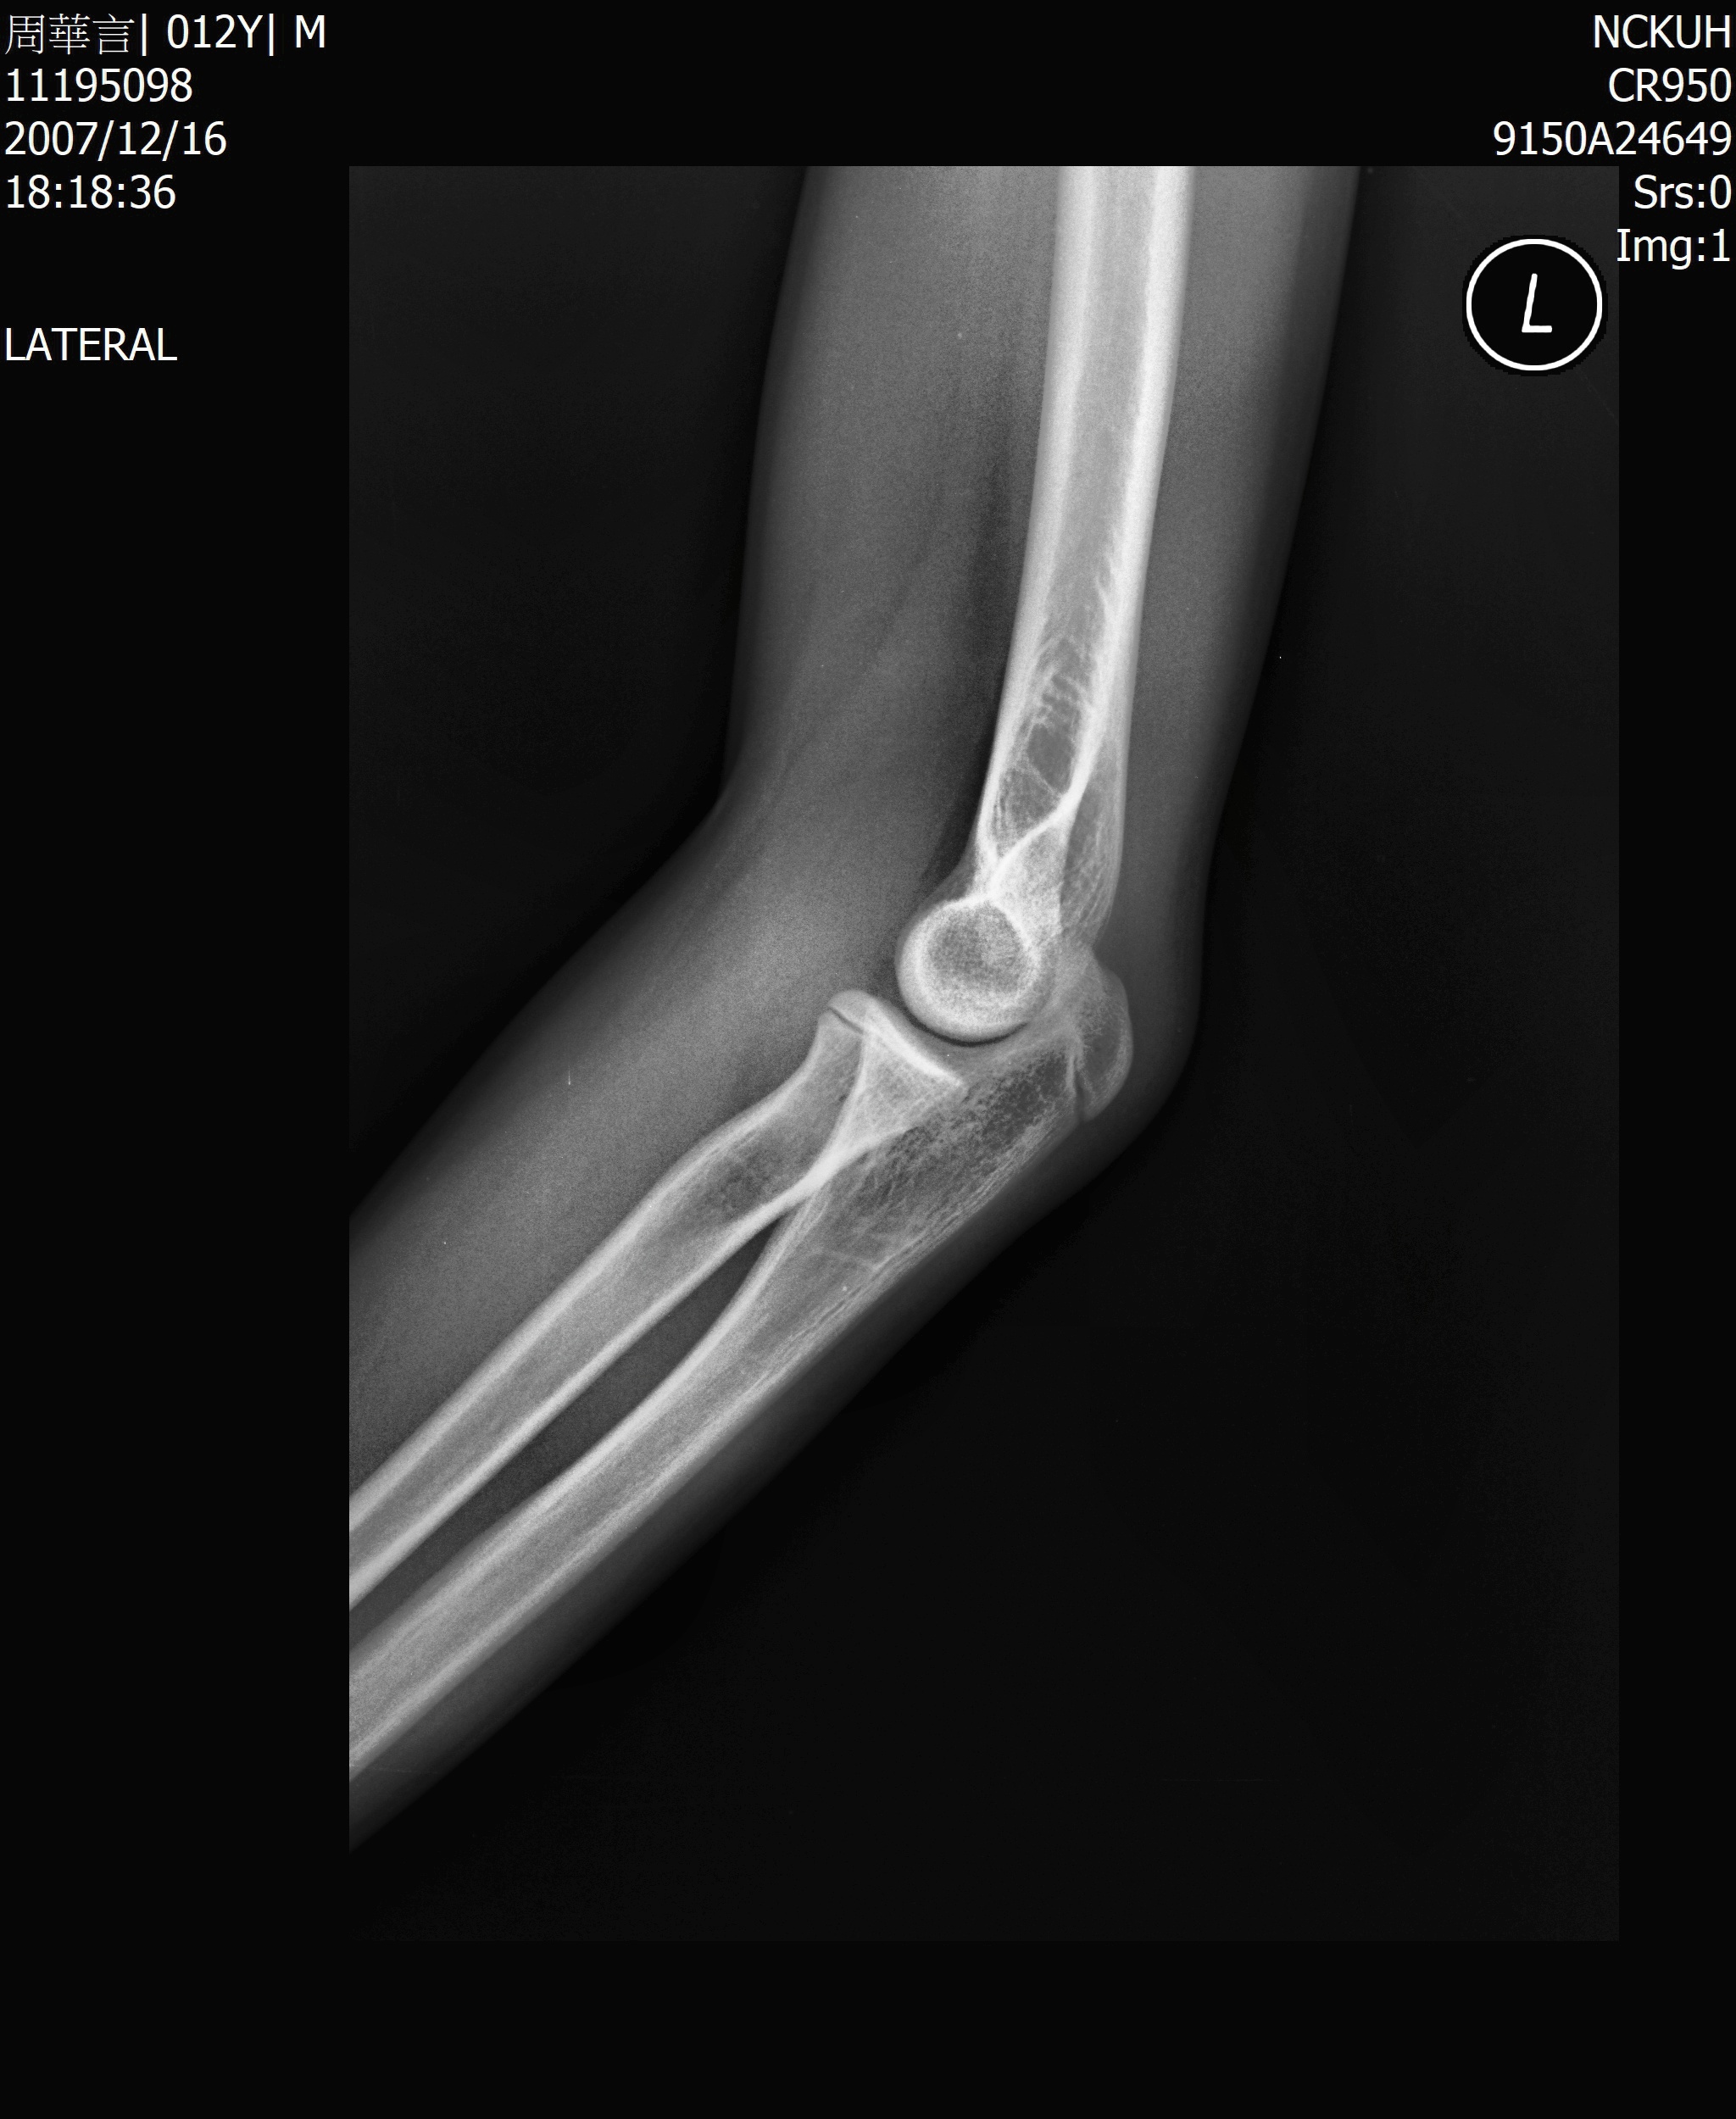 周華言| 012Y| M
11195098
2007/12/16
18:18:36
LATERAL
NCKUH
CR950
9150A24649
Srs:0
Img:1
L